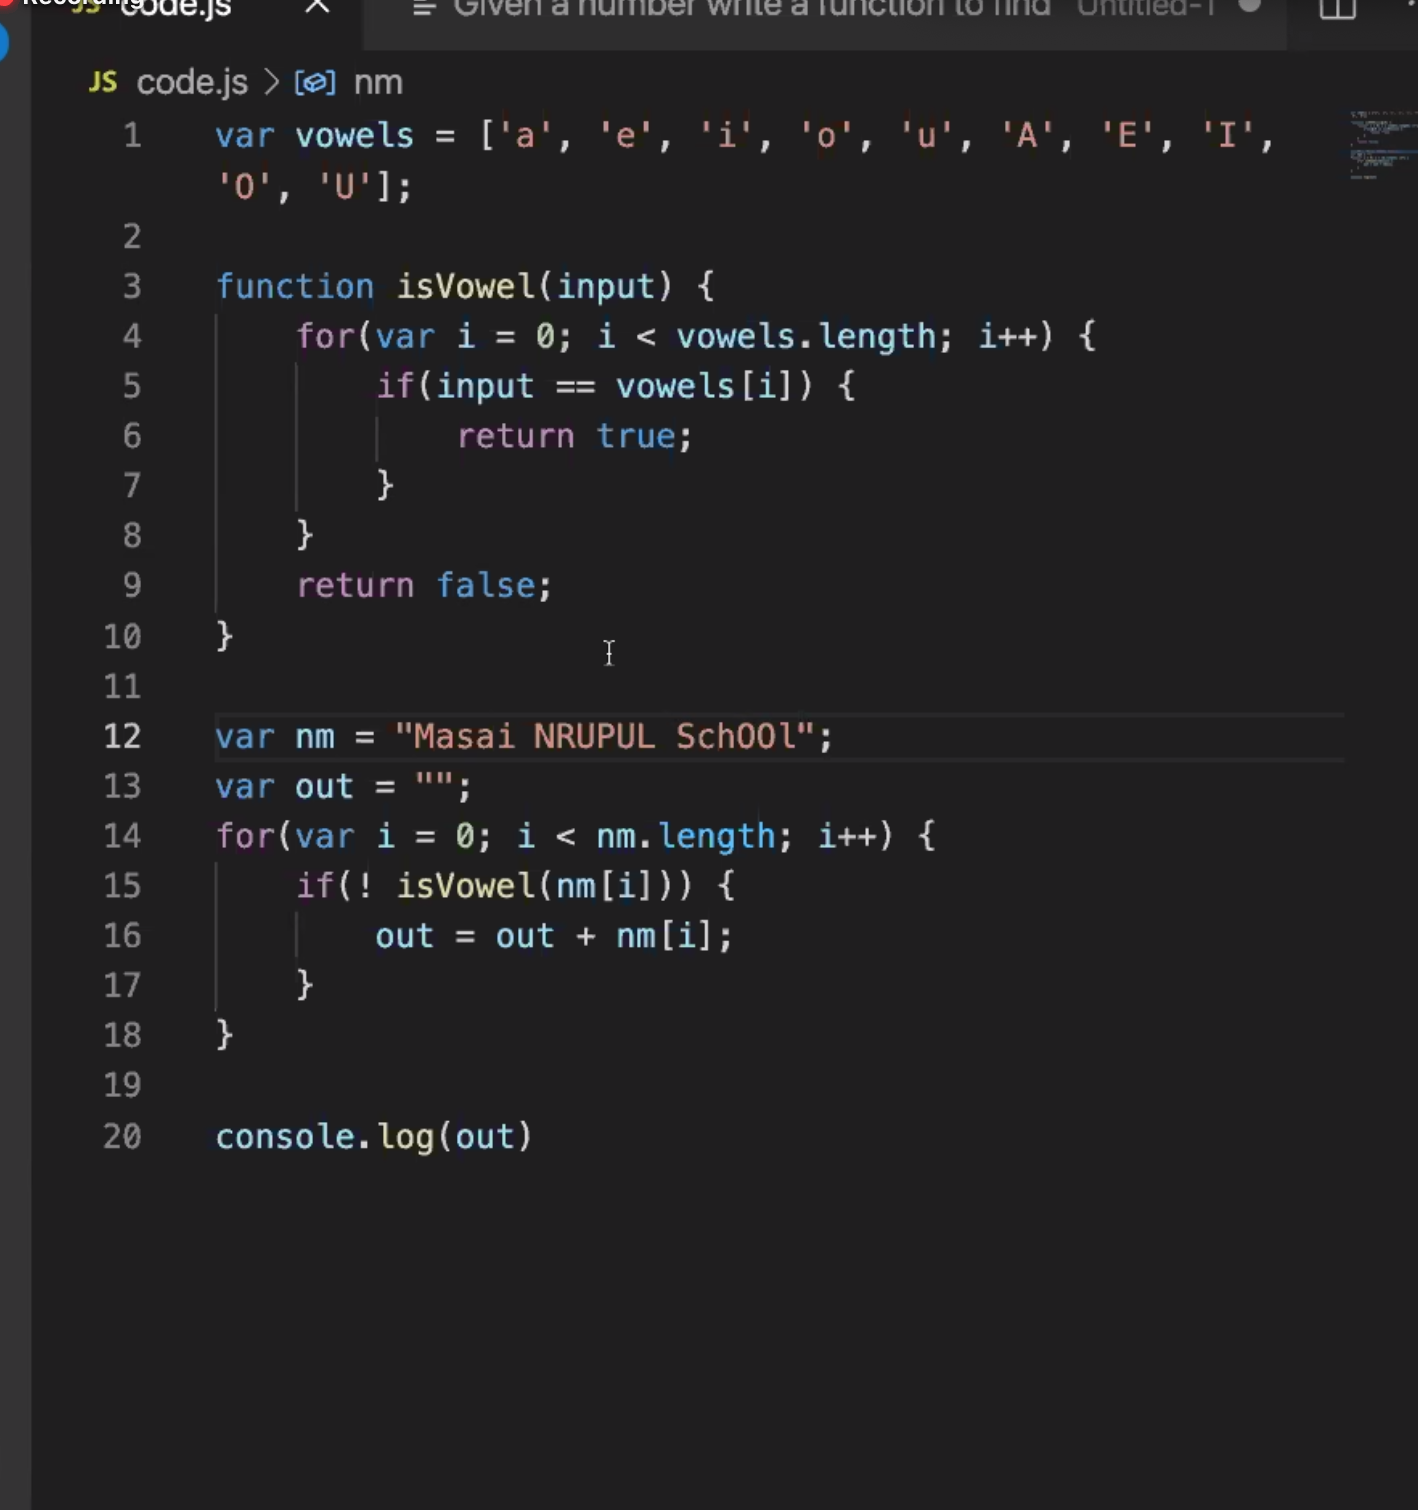 Recording
JS code.js × Given a number write a function to find Untitled-1
JS code.js > nm
1 var vowels = ['a', 'e', 'i', 'o', 'u', 'A', 'E', 'I',
'O', 'U'];
2
3 function isVowel(input) {
4 for(var i = 0; i < vowels.length; i++) {
5 if(input == vowels[i]) {
6 return true;
7 }
8 }
9 return false;
10 }
11
12 var nm = "Masai NRUPUL SchOOl";
13 var out = "";
14 for(var i = 0; i < nm.length; i++) {
15 if(! isVowel(nm[i])) {
16 out = out + nm[i];
17 }
18 }
19
20 console.log(out)